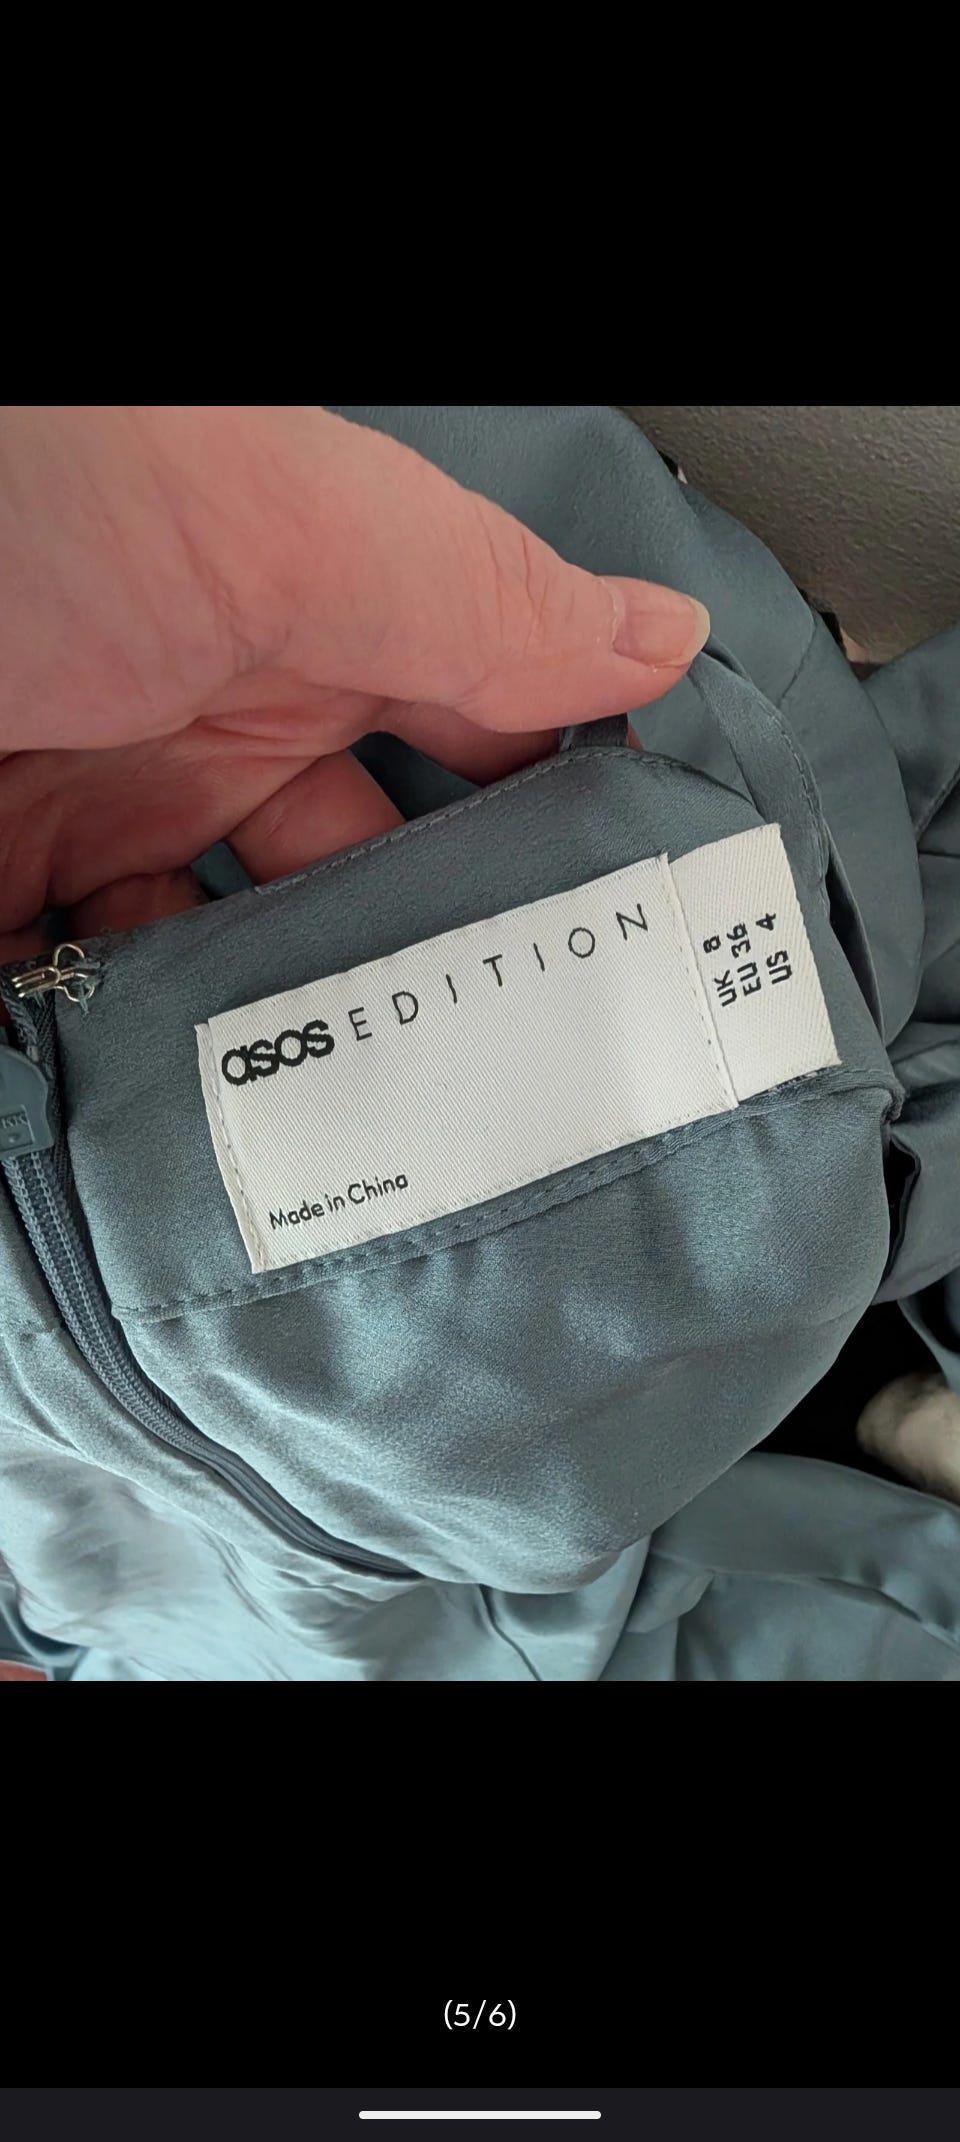 asos EDITION
Made in China
UK 8
EU 36
US 4
(5/6)